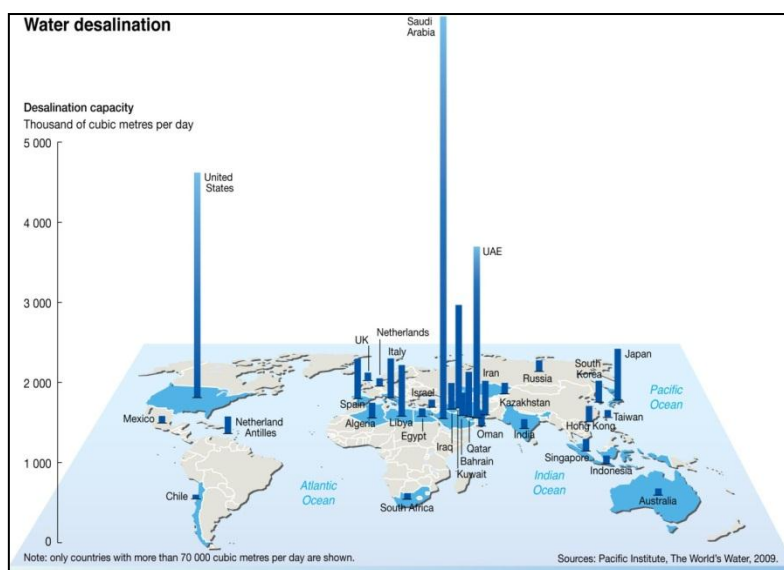 Water desalination
Desalination capacity
Thousand of cubic metres per day
5 000
4 000
3 000
2 000
1 000
0
United
States
Saudi
Arabia
UAE
UK
Netherlands
Italy
Spain
Algeria
Libya
Egypt
Israel
Iraq
Kuwait
Bahrain
Qatar
Oman
Iran
Kazakhstan
Russia
India
South
Korea
Japan
Hong Kong
Taiwan
Singapore
Indonesia
Australia
Mexico
Netherland
Antilles
Chile
South Africa
Atlantic
Ocean
Indian
Ocean
Pacific
Ocean
Note: only countries with more than 70 000 cubic metres per day are shown.
Sources: Pacific Institute, The World's Water, 2009.